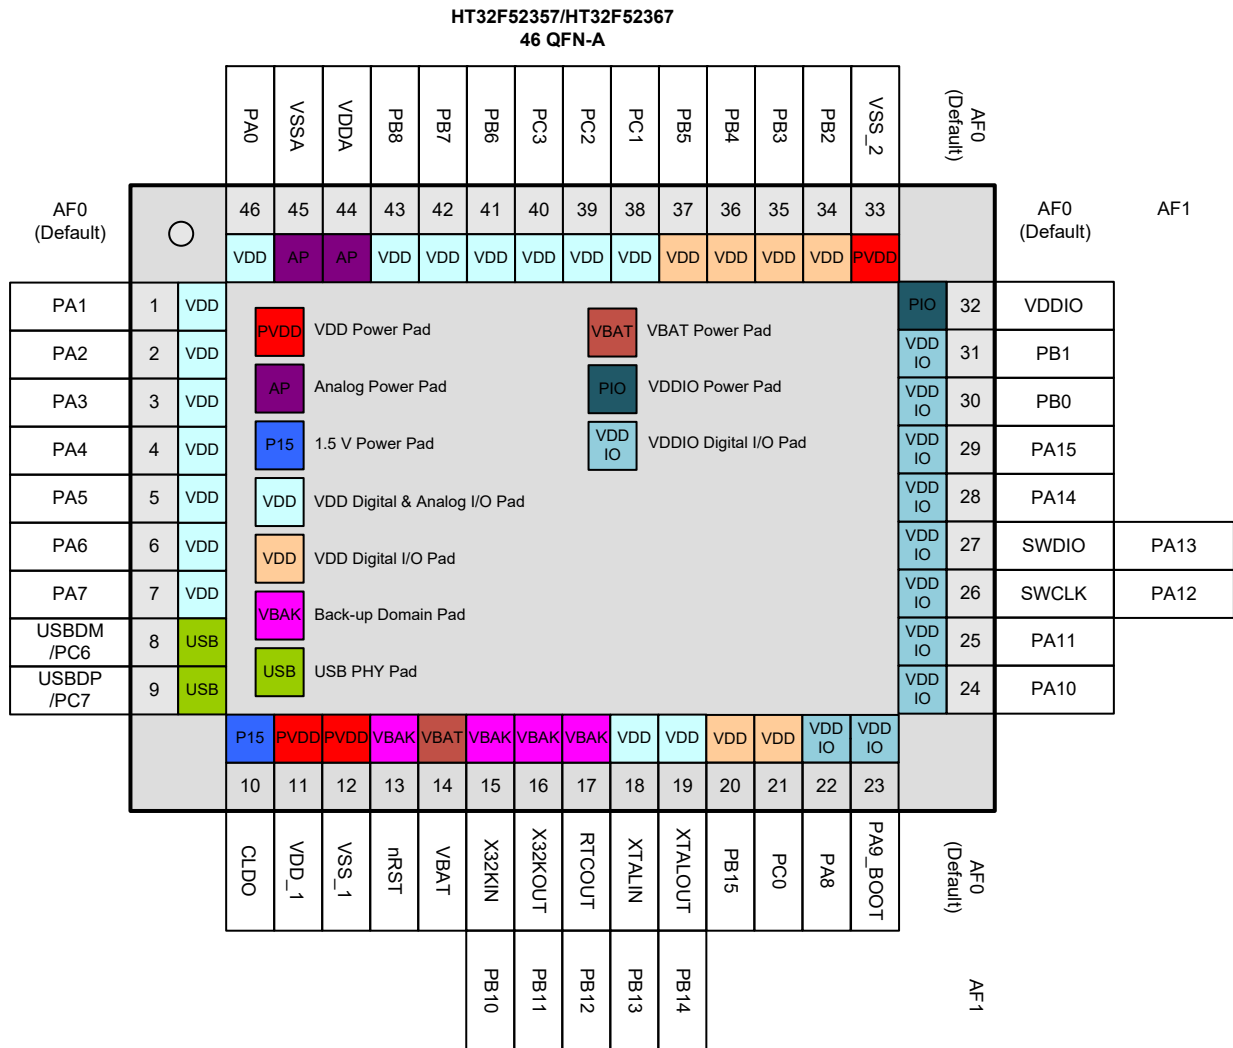 HT32F52357/HT32F52367
46 QFN-A
PA0 VSSA VDDA PB8 PB7 PB6 PC3 PC2 PC1 PB5 PB4 PB3 PB2 VSS_2
AF0
(Default)
AF0
(Default)
46 45 44 43 42 41 40 39 38 37 36 35 34 33
AF0
(Default)
AF1
VDD AP AP VDD VDD VDD VDD VDD VDD VDD VDD VDD VDD PVDD
PA1 1 VDD
PA2 2 VDD
PA3 3 VDD
PA4 4 VDD
PA5 5 VDD
PA6 6 VDD
PA7 7 VDD
USBDM
/PC6
8 USB
USBDP
/PC7
9 USB
PVDD VDD Power Pad
AP Analog Power Pad
P15 1.5 V Power Pad
VDD VDD Digital & Analog I/O Pad
VDD VDD Digital I/O Pad
VBAK Back-up Domain Pad
USB USB PHY Pad
VBAT VBAT Power Pad
PIO VDDIO Power Pad
VDD
IO
VDDIO Digital I/O Pad
PIO 32 VDDIO
VDD
IO
31 PB1
VDD
IO
30 PB0
VDD
IO
29 PA15
VDD
IO
28 PA14
VDD
IO
27 SWDIO PA13
VDD
IO
26 SWCLK PA12
VDD
IO
25 PA11
VDD
IO
24 PA10
P15 PVDD PVDD VBAK VBAT VBAK VBAK VBAK VDD VDD VDD VDD
VDD
IO
VDD
IO
10 11 12 13 14 15 16 17 18 19 20 21 22 23
CLDO VDD_1 VSS_1 nRST VBAT X32KIN X32KOUT RTCOUT XTALIN XTALOUT PB15 PC0 PA8 PA9_BOOT
AF0
(Default)
PB10 PB11 PB12 PB13 PB14
AF1